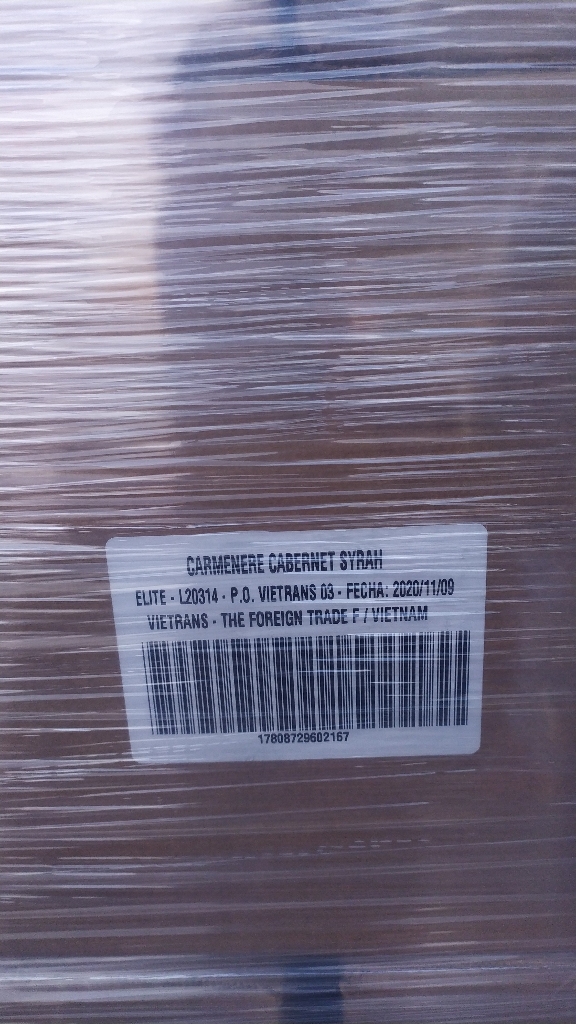 CARMENERE CABERNET SYRAH
ELITE - L20314 - P.O. VIETRANS 03 - FECHA: 2020/11/09
VIETRANS - THE FOREIGN TRADE F / VIETNAM
17808729602167